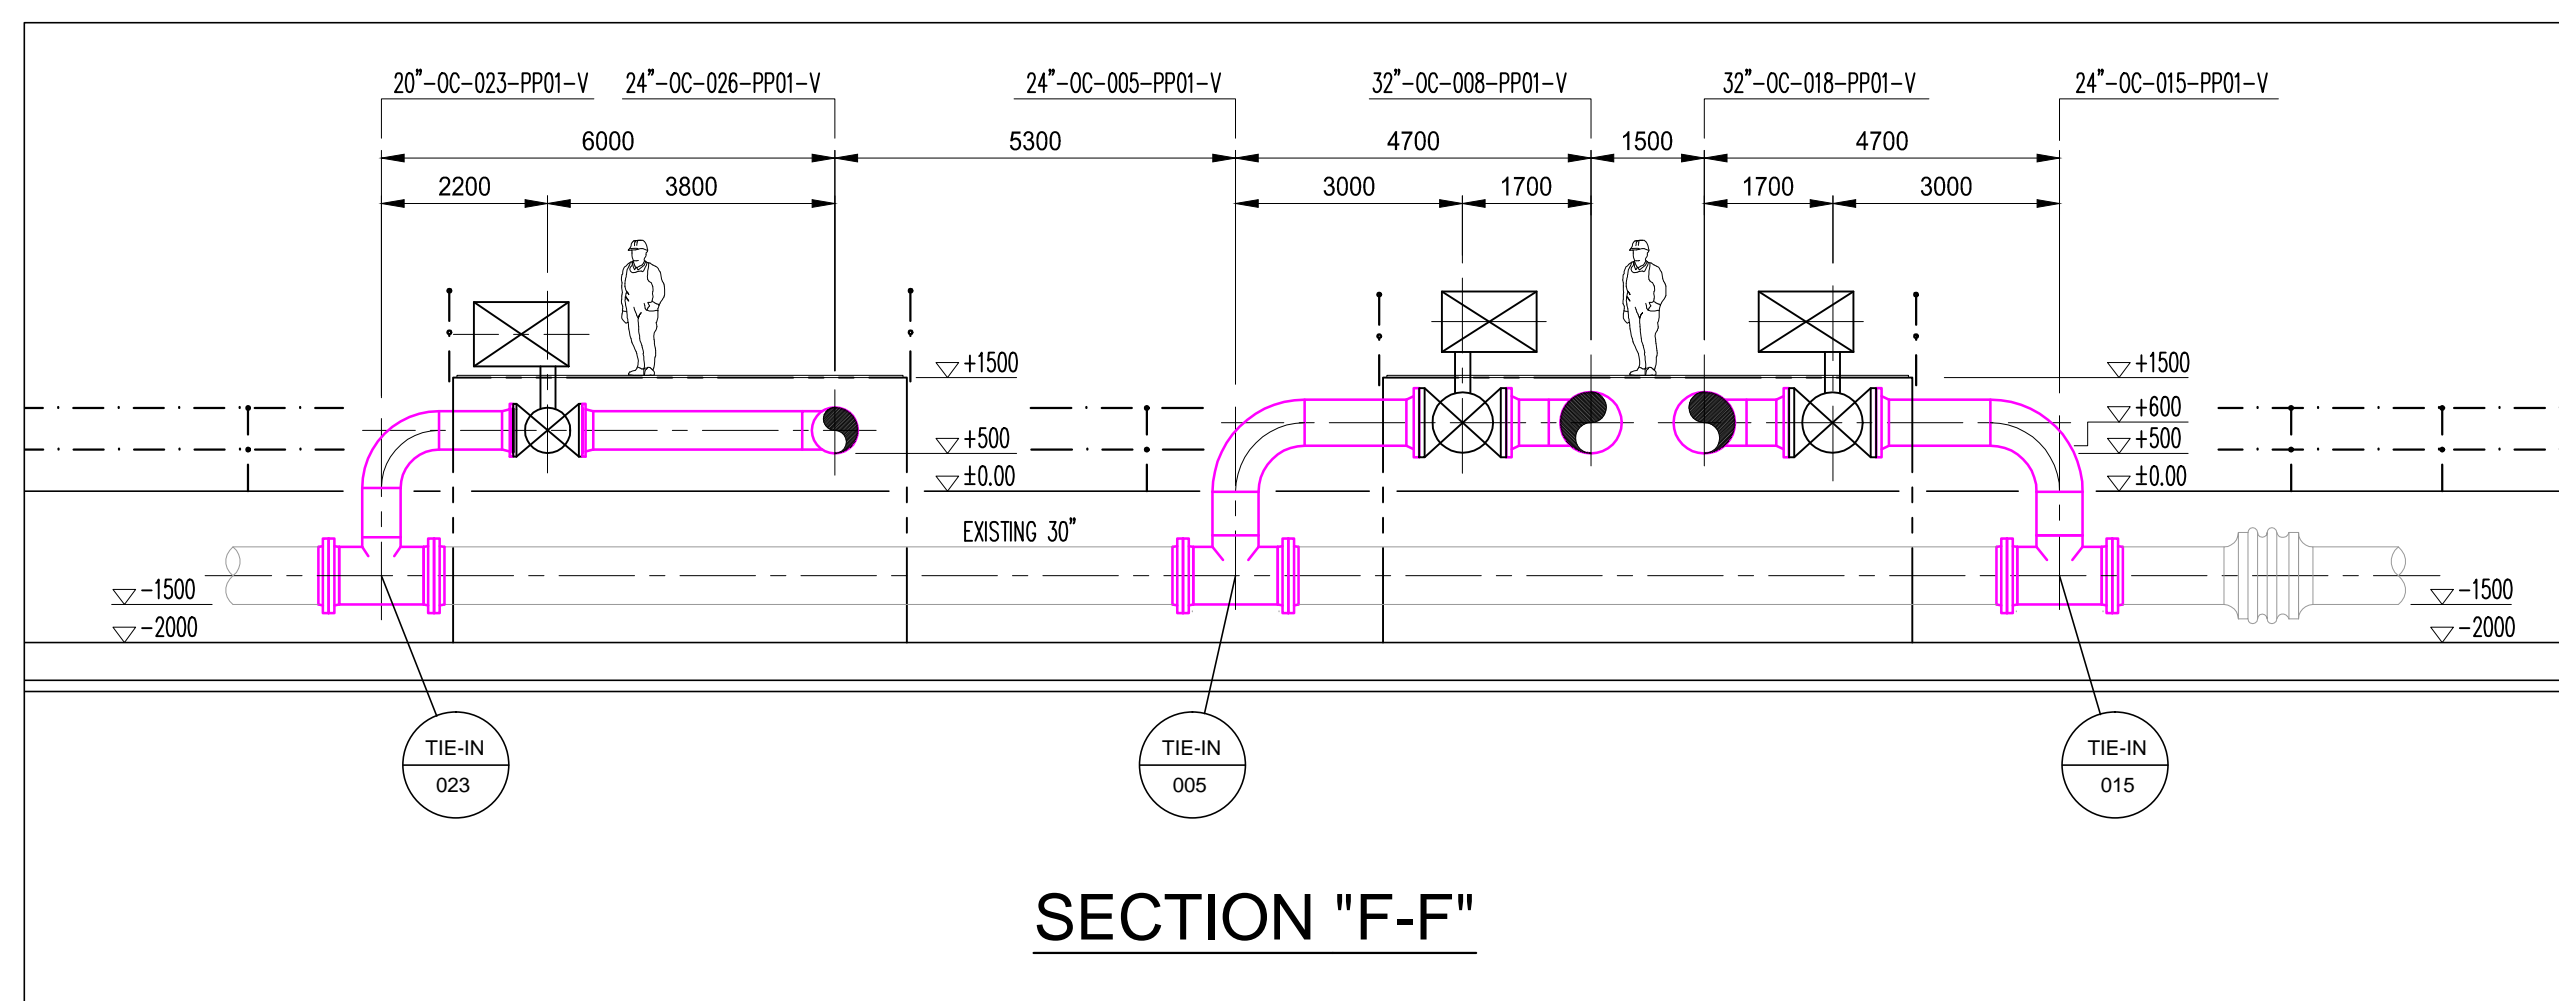 20”-OC-023-PP01-V 24”-OC-026-PP01-V 24”-OC-005-PP01-V 32”-OC-008-PP01-V 32”-OC-018-PP01-V 24”-OC-015-PP01-V
6000 5300 4700 1500 4700
2200 3800 3000 1700 1700 3000
+1500 +1500
+600
+500 +500
±0.00 ±0.00
EXISTING 30”
-1500 -1500
-2000 -2000
TIE-IN TIE-IN TIE-IN
023 005 015
SECTION "F-F"